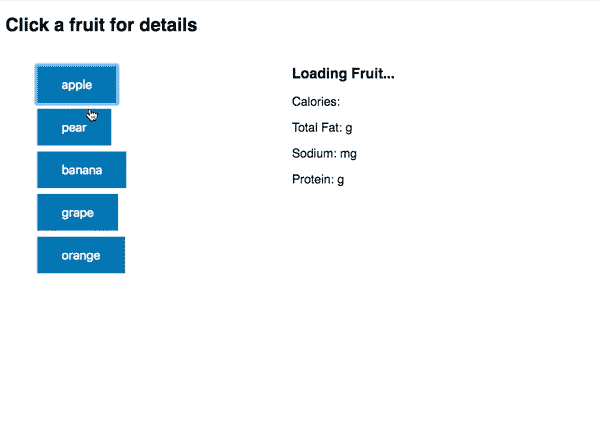 Click a fruit for details
apple
pear
banana
grape
orange
Loading Fruit...
Calories:
Total Fat: g
Sodium: mg
Protein: g